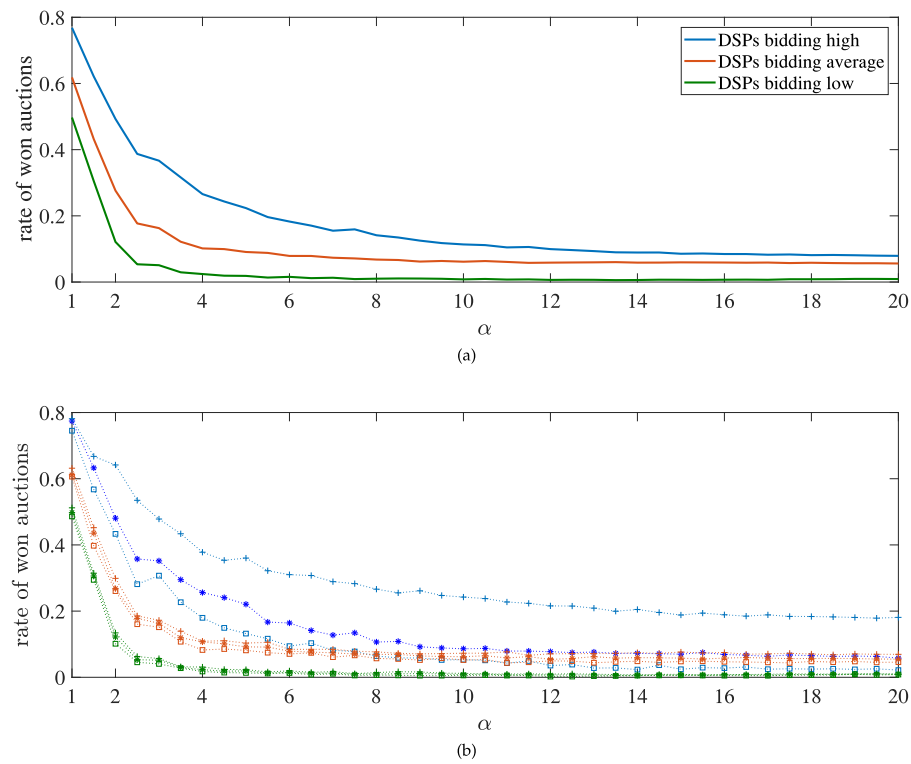 0.8
0.6
0.4
0.2
0
rate of won auctions
DSPs bidding high
DSPs bidding average
DSPs bidding low
1 2 4 6 8 10 12 14 16 18 20
α
(a)
0.8
0.6
0.4
0.2
0
rate of won auctions
1 2 4 6 8 10 12 14 16 18 20
α
(b)